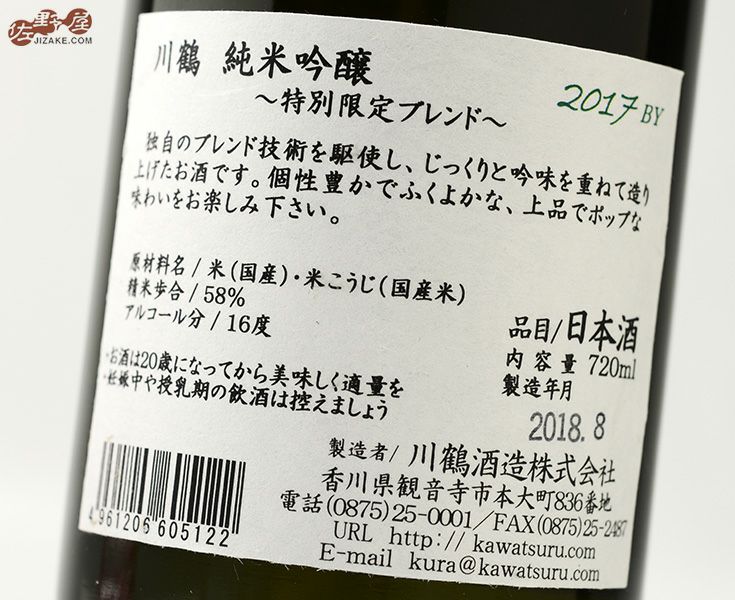 佐野屋
JIZAKE.COM
川鶴 純米吟醸
～特別限定ブレンド～
2017 BY
独自のブレンド技術を駆使し、じっくりと吟味を重ねて造り
上げたお酒です。個性豊かでふくよかな、上品でポップな
味わいをお楽しみ下さい。
原材料名/米(国産)・米こうじ(国産米)
精米歩合/58%
アルコール分/16度
品目/日本酒
内容量 720ml
製造年月
2018. 8
・お酒は20歳になってから美味しく適量を
・妊娠中や授乳期の飲酒は控えましょう
製造者/川鶴酒造株式会社
香川県観音寺市本大町836番地
電話(0875)25-0001/FAX(0875)25-2487
URL http://kawatsuru.com
E-mail kura@kawatsuru.com
4961206605122